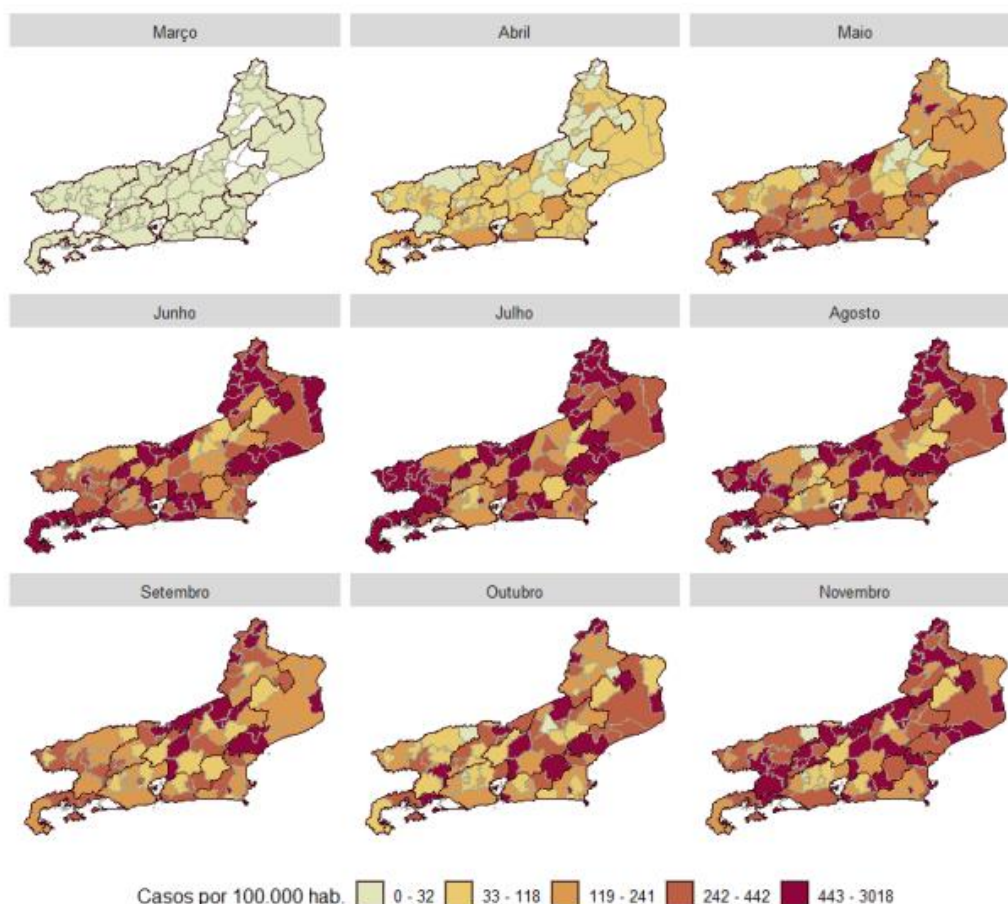 Março Abril Maio
Junho Julho Agosto
Setembro Outubro Novembro
Casos por 100.000 hab. 0 - 32 33 - 118 119 - 241 242 - 442 443 - 3018